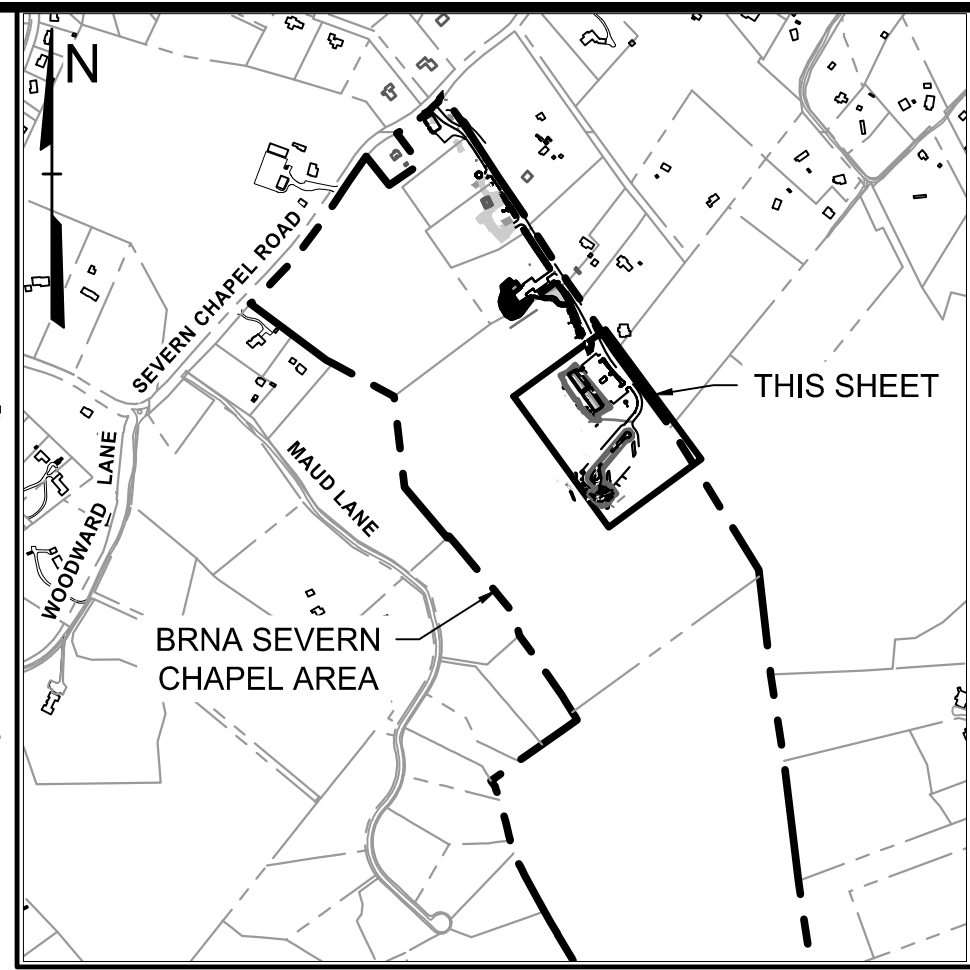 N
SEVERN CHAPEL ROAD
THIS SHEET
MAUD LANE
WOODWARD LANE
BRNA SEVERN
CHAPEL AREA